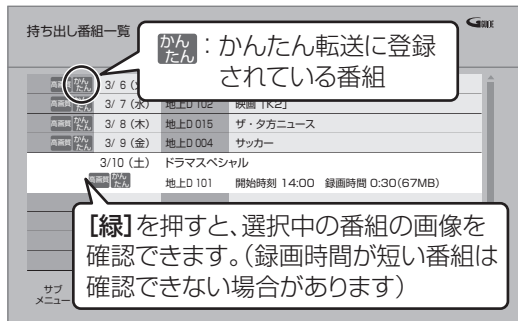 持ち出し番組一覧
GGUIDE
かんたん：かんたん転送に登録
されている番組
高画質 かんたん 3/ 6
高画質 かんたん 3/ 7（水） 地上D 102 映画「K2」
高画質 かんたん 3/ 8（木） 地上D 015 ザ・夕方ニュース
高画質 かんたん 3/ 9（金） 地上D 004 サッカー
3/10（土） ドラマスペシャル
高画質 かんたん 地上D 101 開始時刻 14:00 録画時間 0:30(67MB)
［緑］を押すと、選択中の番組の画像を
確認できます。（録画時間が短い番組は
確認できない場合があります）
サブ
メニュー